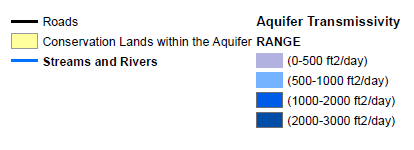 Roads
Conservation Lands within the Aquifer
Streams and Rivers
Aquifer Transmissivity
RANGE
(0-500 ft2/day)
(500-1000 ft2/day)
(1000-2000 ft2/day)
(2000-3000 ft2/day)